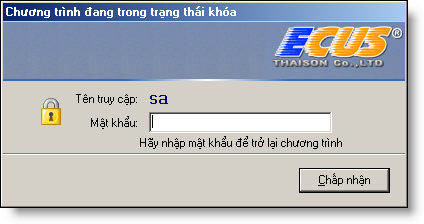 Chương trình đang trong trạng thái khóa
ECUS®
THAISON Co.,LTD
Tên truy cập: sa
Mật khẩu:
Hãy nhập mật khẩu để trở lại chương trình
Chấp nhận